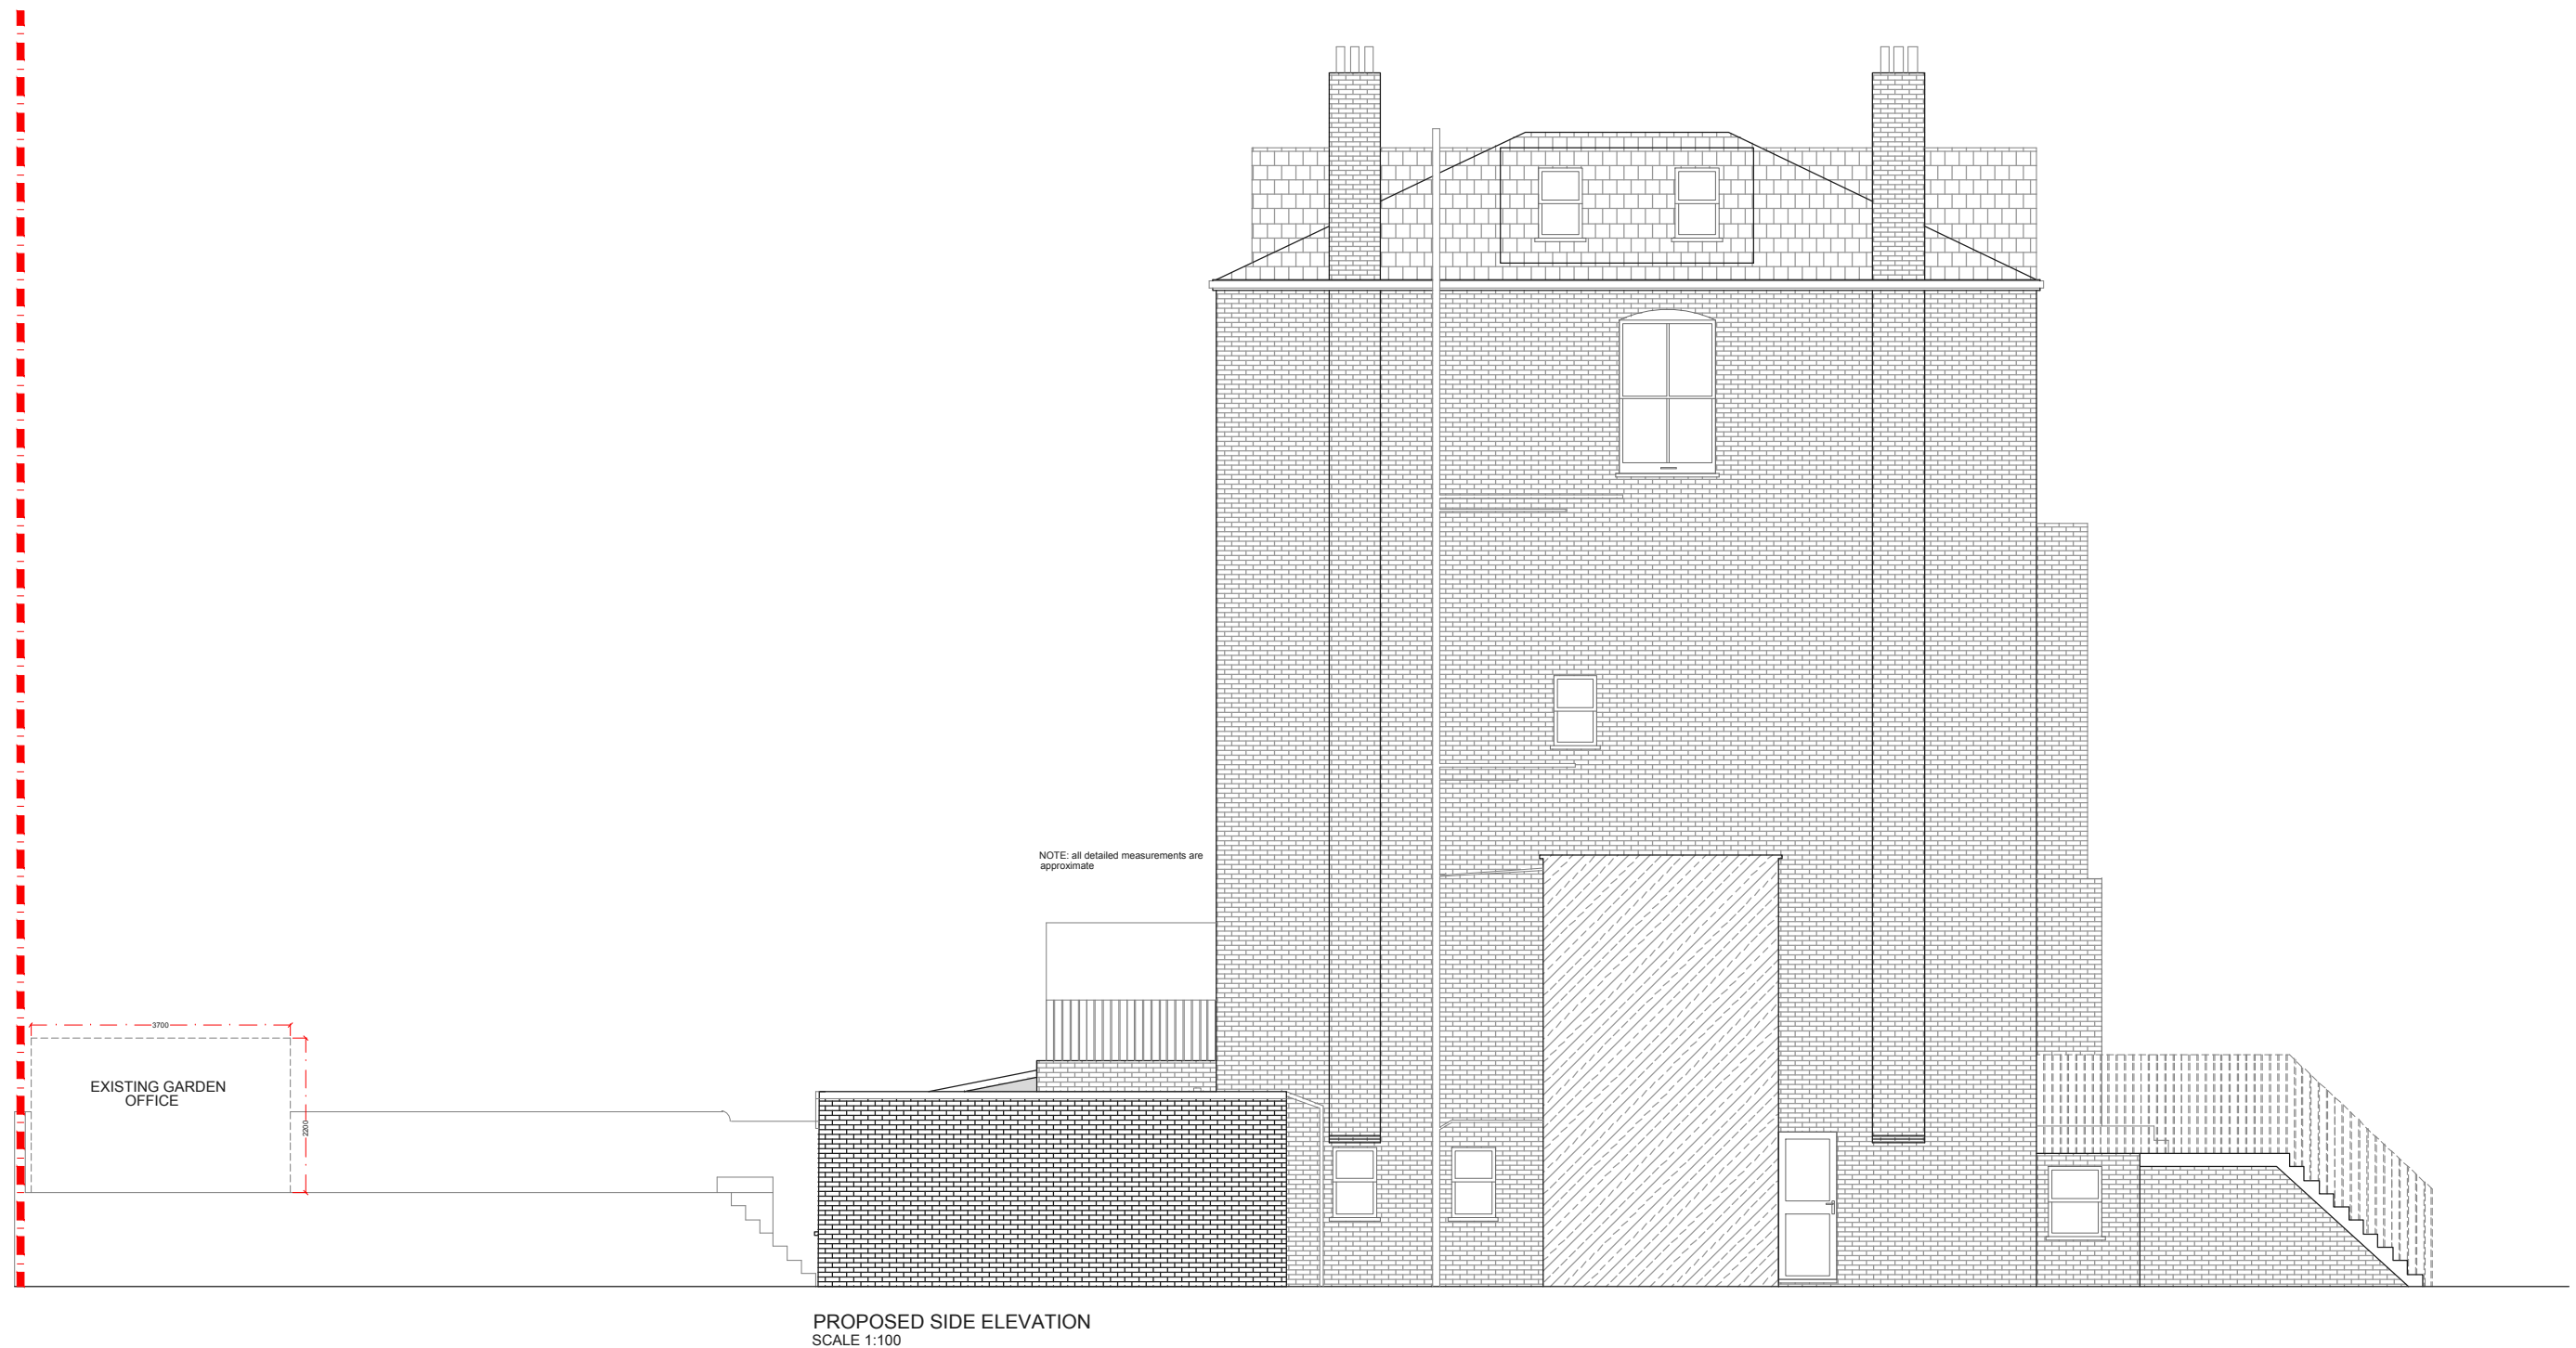 NOTE: all detailed measurements are
approximate
3700
EXISTING GARDEN
OFFICE
2200
PROPOSED SIDE ELEVATION
SCALE 1:100